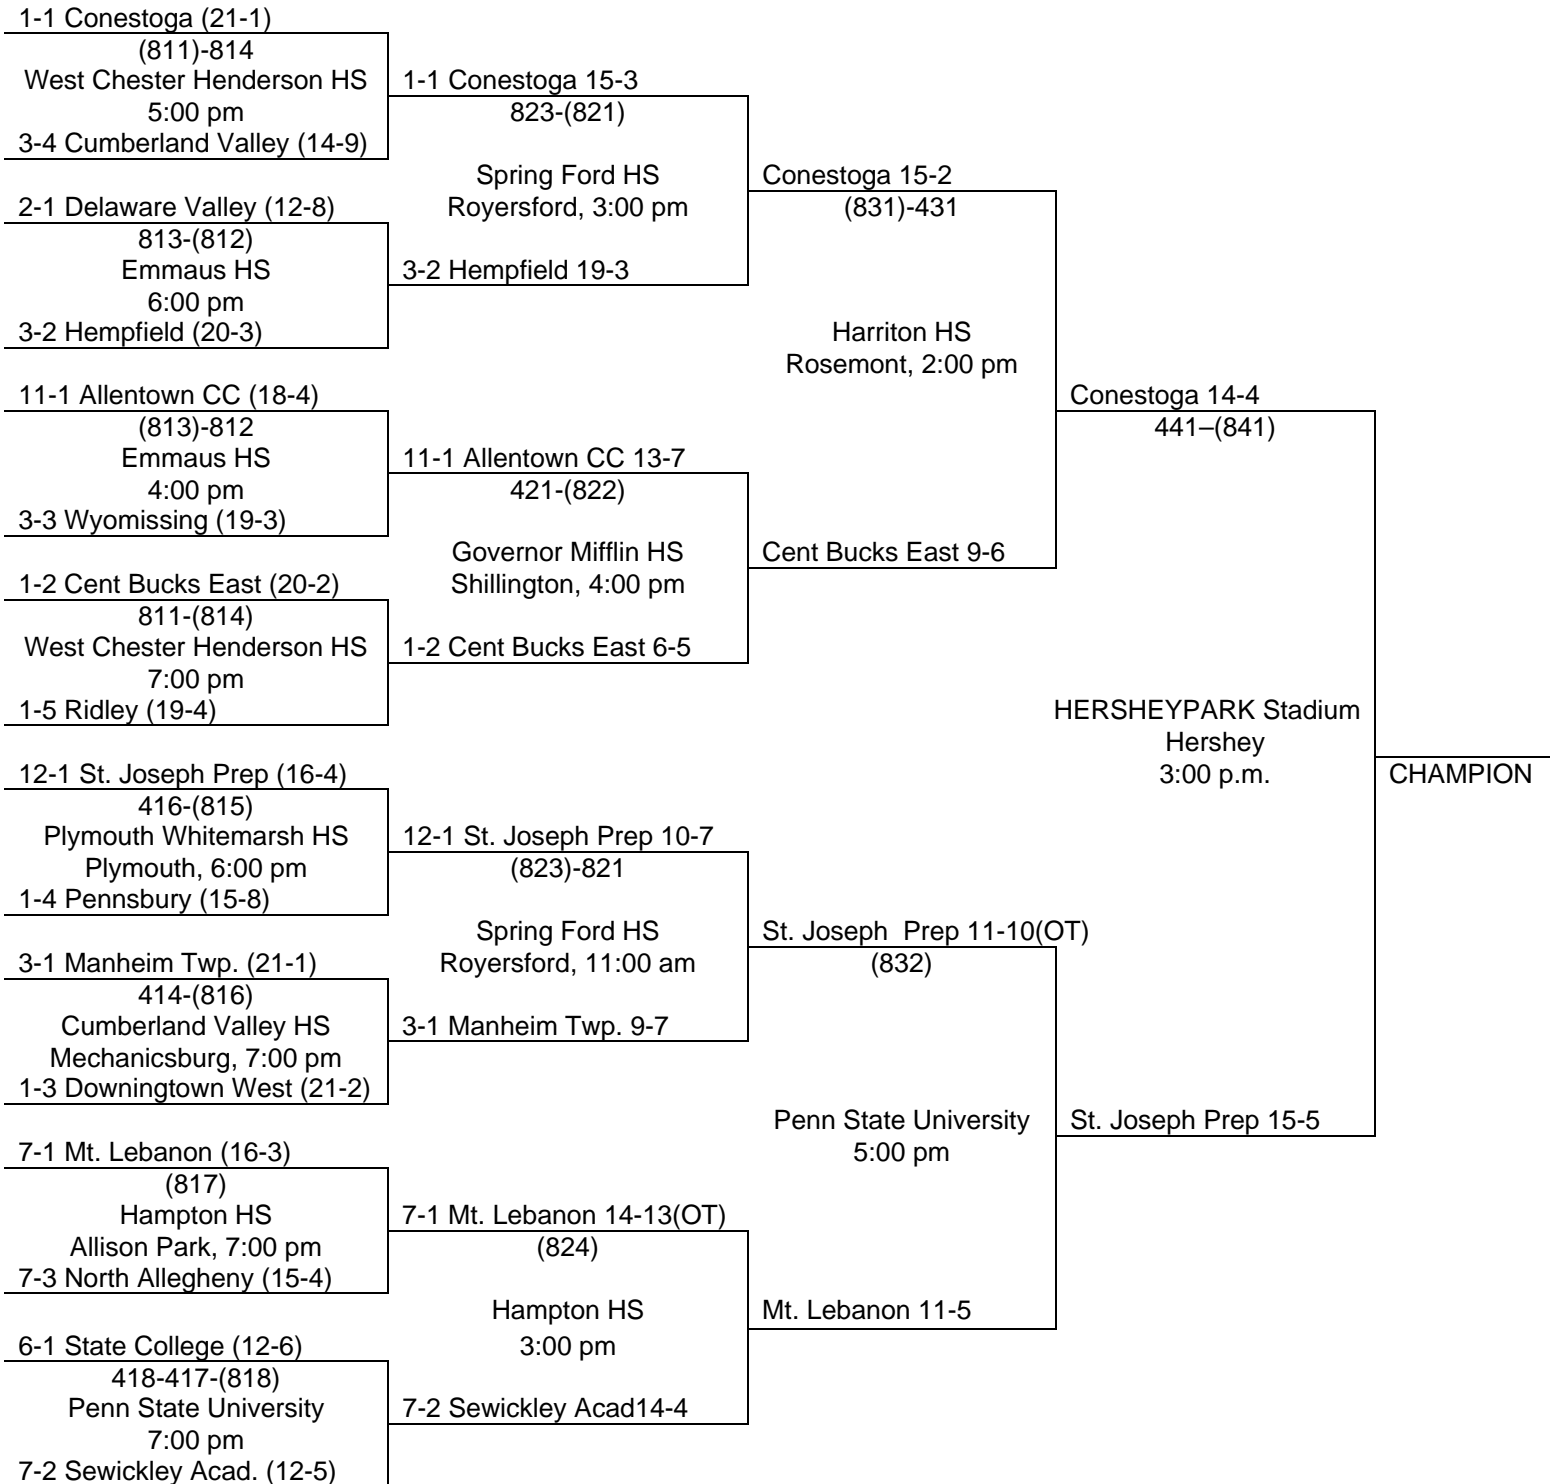 1-1 Conestoga (21-1)
(811)-814
West Chester Henderson HS
5:00 pm
3-4 Cumberland Valley (14-9)
2-1 Delaware Valley (12-8)
813-(812)
Emmaus HS
6:00 pm
3-2 Hempfield (20-3)
11-1 Allentown CC (18-4)
(813)-812
Emmaus HS
4:00 pm
3-3 Wyomissing (19-3)
1-2 Cent Bucks East (20-2)
811-(814)
West Chester Henderson HS
7:00 pm
1-5 Ridley (19-4)
12-1 St. Joseph Prep (16-4)
416-(815)
Plymouth Whitemarsh HS
Plymouth, 6:00 pm
1-4 Pennsbury (15-8)
3-1 Manheim Twp. (21-1)
414-(816)
Cumberland Valley HS
Mechanicsburg, 7:00 pm
1-3 Downingtown West (21-2)
7-1 Mt. Lebanon (16-3)
(817)
Hampton HS
Allison Park, 7:00 pm
7-3 North Allegheny (15-4)
6-1 State College (12-6)
418-417-(818)
Penn State University
7:00 pm
7-2 Sewickley Acad. (12-5)
1-1 Conestoga 15-3
823-(821)
Spring Ford HS
Royersford, 3:00 pm
3-2 Hempfield 19-3
11-1 Allentown CC 13-7
421-(822)
Governor Mifflin HS
Shillington, 4:00 pm
1-2 Cent Bucks East 6-5
12-1 St. Joseph Prep 10-7
(823)-821
Spring Ford HS
Royersford, 11:00 am
3-1 Manheim Twp. 9-7
7-1 Mt. Lebanon 14-13(OT)
(824)
Hampton HS
3:00 pm
7-2 Sewickley Acad14-4
Conestoga 15-2
(831)-431
Harriton HS
Rosemont, 2:00 pm
Cent Bucks East 9-6
St. Joseph  Prep 11-10(OT)
(832)
Penn State University
5:00 pm
Mt. Lebanon 11-5
Conestoga 14-4
441–(841)
HERSHEYPARK Stadium
Hershey
3:00 p.m.
St. Joseph Prep 15-5
CHAMPION